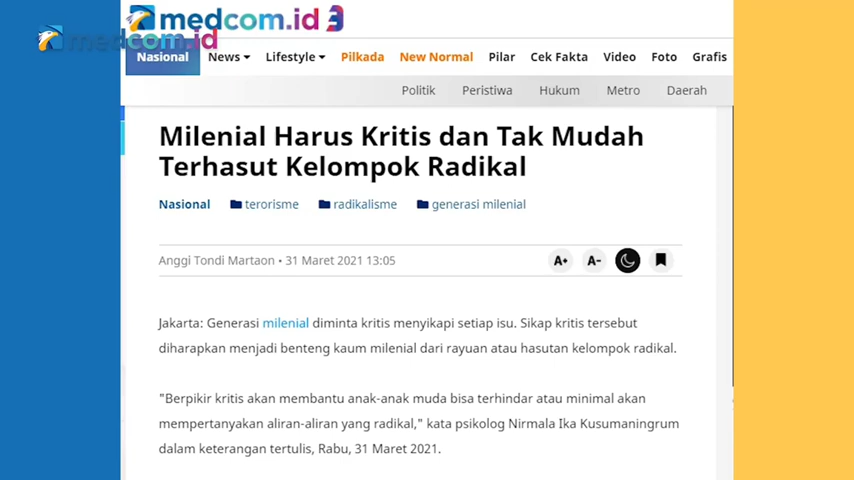 medcom.id
medcom.id
Nasional News Lifestyle Pilkada New Normal Pilar Cek Fakta Video Foto Grafis
Politik Peristiwa Hukum Metro Daerah
Milenial Harus Kritis dan Tak Mudah
Terhasut Kelompok Radikal
Nasional terorisme radikalisme generasi milenial
Anggi Tondi Martaon • 31 Maret 2021 13:05 A+ A-
Jakarta: Generasi milenial diminta kritis menyikapi setiap isu. Sikap kritis tersebut
diharapkan menjadi benteng kaum milenial dari rayuan atau hasutan kelompok radikal.
"Berpikir kritis akan membantu anak-anak muda bisa terhindar atau minimal akan
mempertanyakan aliran-aliran yang radikal," kata psikolog Nirmala Ika Kusumaningrum
dalam keterangan tertulis, Rabu, 31 Maret 2021.